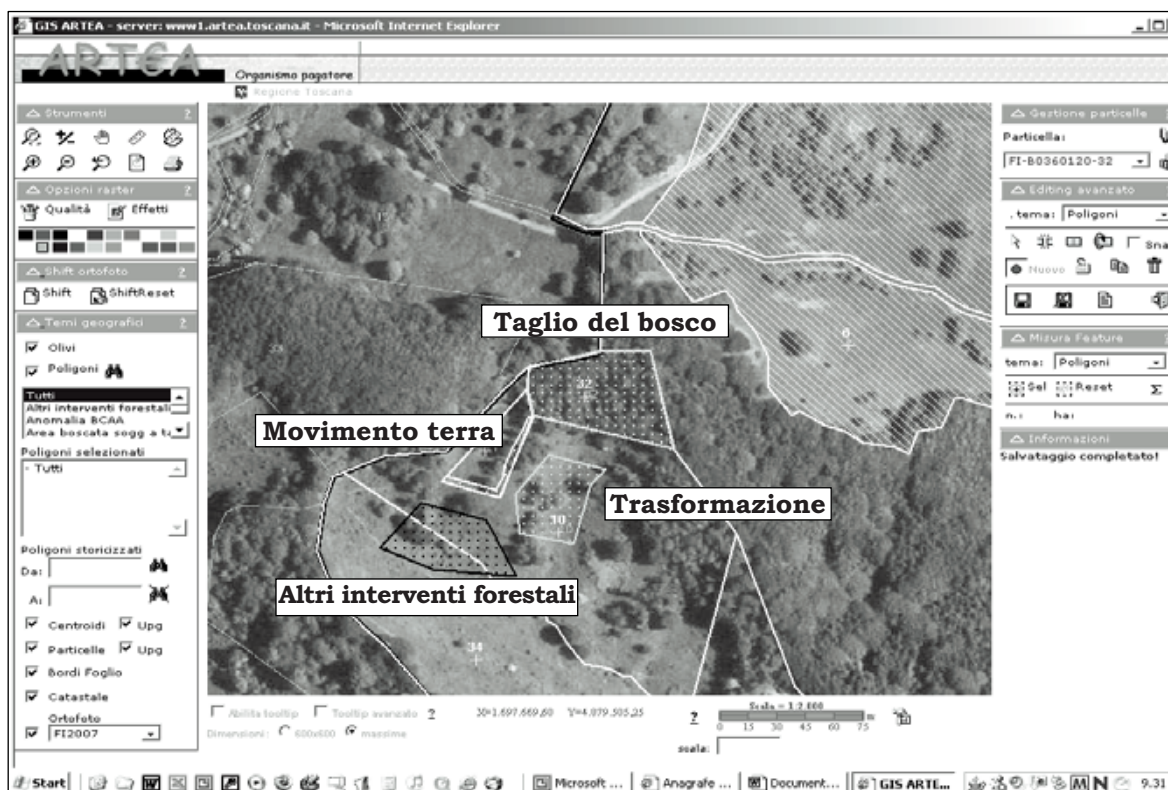 GIS ARTEA - server: www1.artea.toscana.it - Microsoft Internet Explorer
ARTEA
Organismo pagatore
Regione Toscana
Strumenti ?
Opzioni raster ?
Qualità Effetti
Shift ortofoto ?
Shift ShiftReset
Temi geografici ?
Olivi
Poligoni
Tutti
Altri interventi forestali
Anomalia BCAA
Area boscata sogg a ta
Poligoni selezionati
- Tutti
Poligoni storicizzati
Da:
A:
Centroidi Upg
Particelle Upg
Bordi Foglio
Catastale
Ortofoto
FI2007
Taglio del bosco
6
32
Movimento terra
Trasformazione
10
Altri interventi forestali
34
Abilita tooltip Tooltip avanzato ?
Dimensioni: 600x600 massime
X=1.697.669,60 Y=4.879.505,25
?
Scala = 1:2.000
0 15 30 45 60 75 m
scala:
Gestione particelle
Particella:
FI-B0360120-32
Editing avanzato
. tema: Poligoni
Sna
Nuovo
Misura Feature
tema: Poligoni
Sel Reset Σ
n.: ha:
Informazioni
Salvataggio completato!
Start
Microsoft ...
Anagrafe ...
Document...
GIS ARTE...
9.31